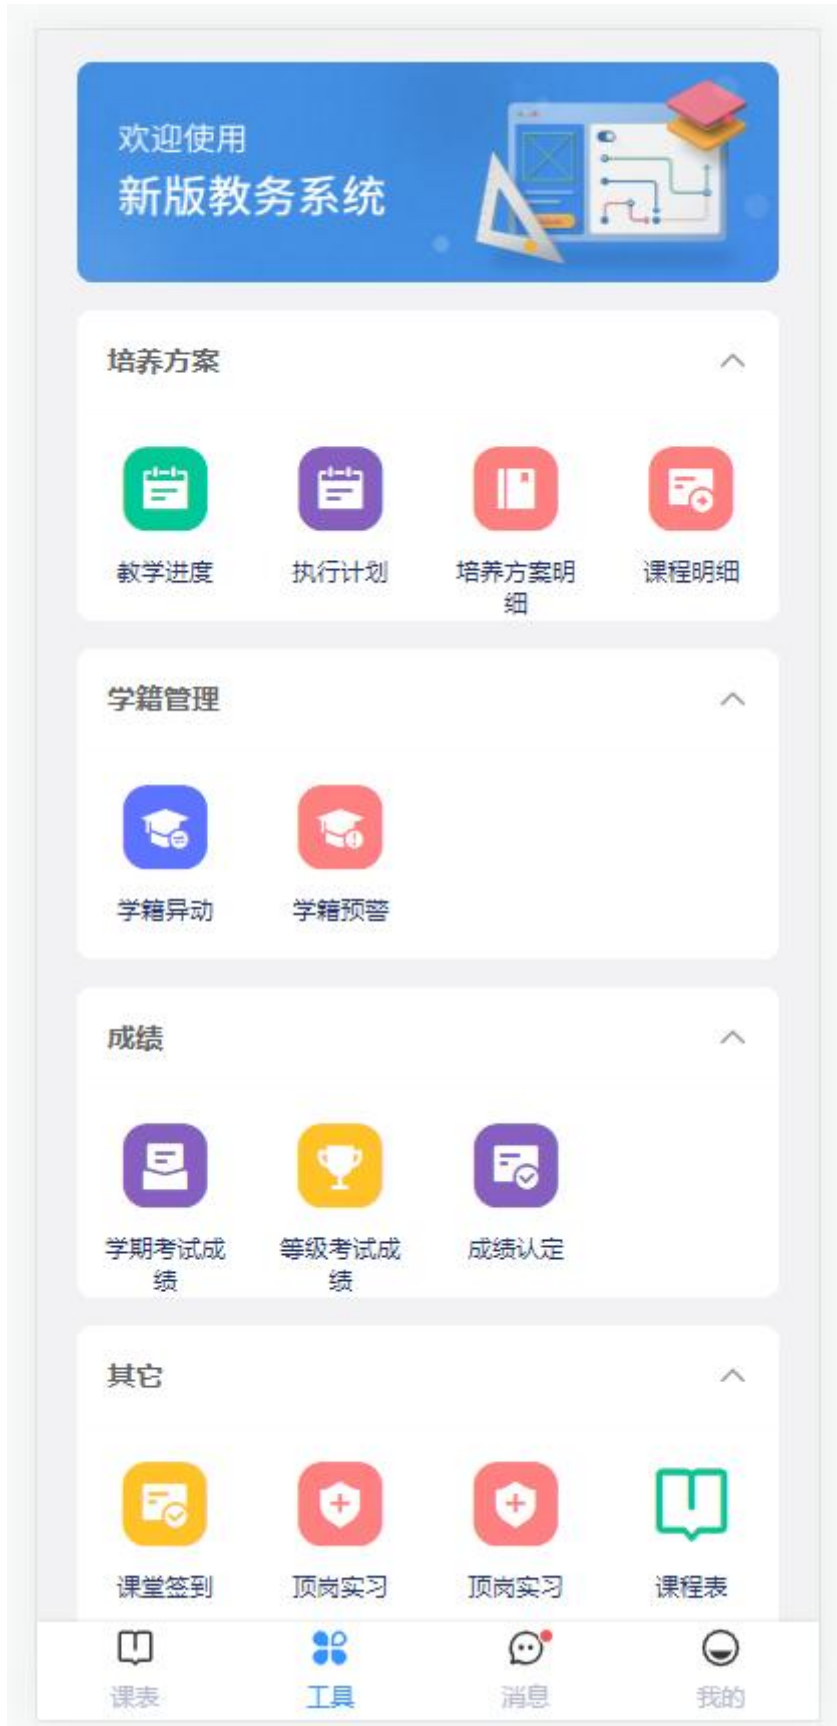 欢迎使用
新版教务系统
培养方案
教学进度 执行计划 培养方案明 课程明细
细
学籍管理
学籍异动 学籍预警
成绩
学期考试成 等级考试成 成绩认定
绩 绩
其它
课堂签到 顶岗实习 顶岗实习 课程表
课表 工具 消息 我的